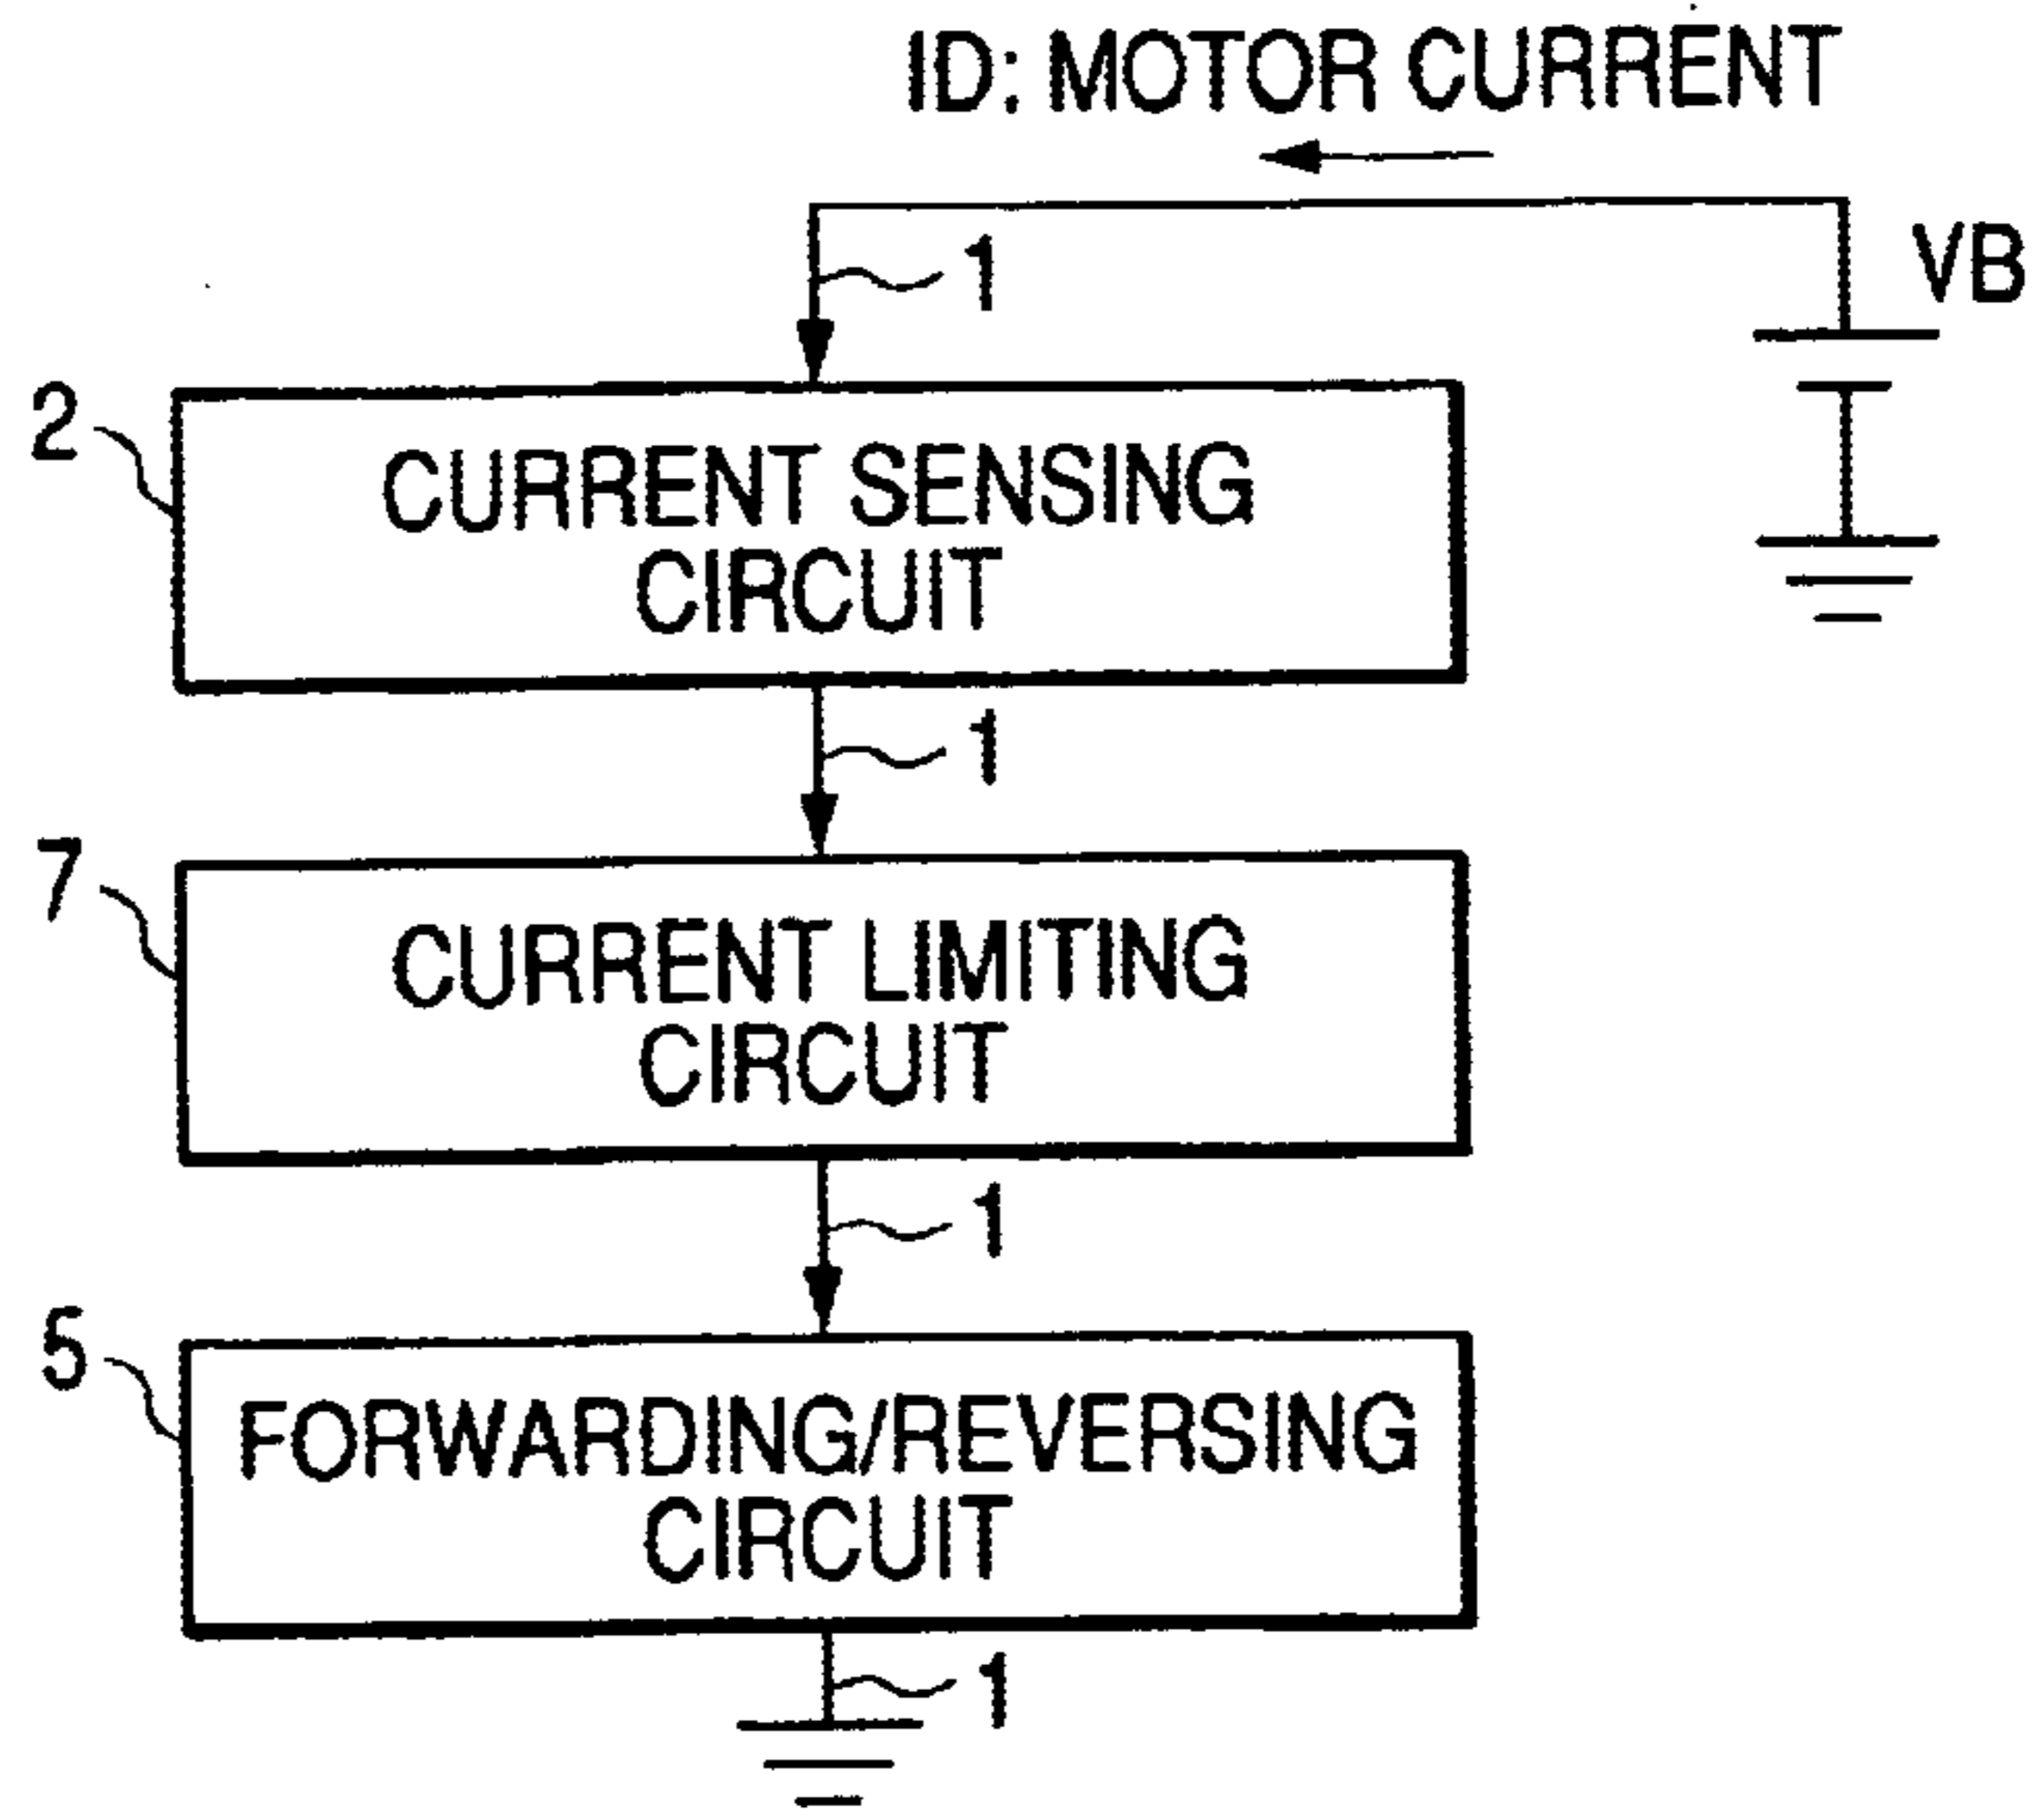 ID: MOTOR CURRENT
1
VB
2
CURRENT SENSING
CIRCUIT
1
7
CURRENT LIMITING
CIRCUIT
1
5
FORWARDING/REVERSING
CIRCUIT
1